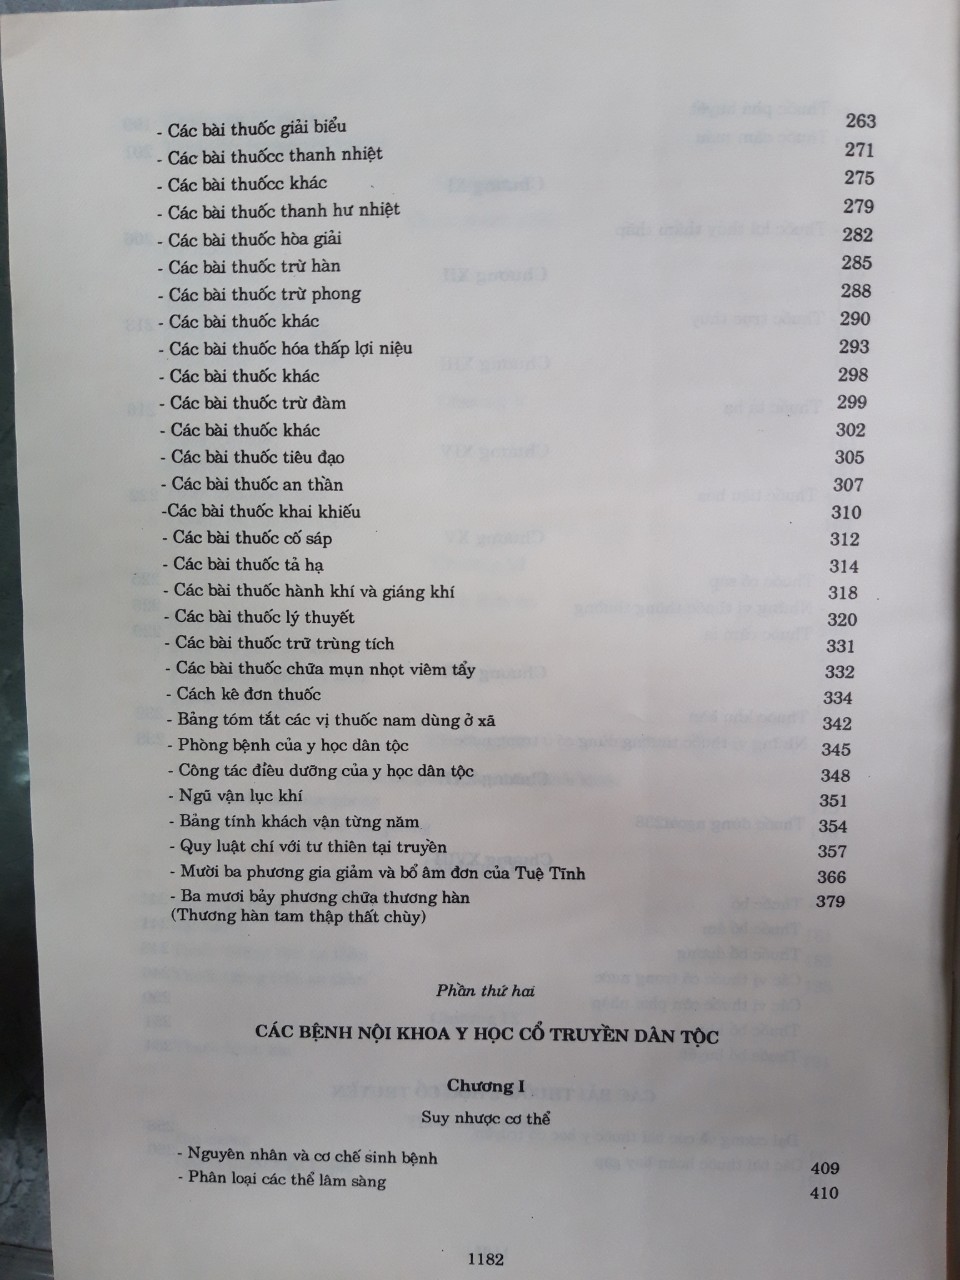 - Các bài thuốc giải biểu 263
- Các bài thuốcc thanh nhiệt 271
- Các bài thuốcc khác 275
- Các bài thuốc thanh hư nhiệt 279
- Các bài thuốc hòa giải 282
- Các bài thuốc trừ hàn 285
- Các bài thuốc trừ phong 288
- Các bài thuốc khác 290
- Các bài thuốc hóa thấp lợi niệu 293
- Các bài thuốc khác 298
- Các bài thuốc trừ đàm 299
- Các bài thuốc khác 302
- Các bài thuốc tiêu đạo 305
- Các bài thuốc an thần 307
-Các bài thuốc khai khiếu 310
- Các bài thuốc cố sáp 312
- Các bài thuốc tả hạ 314
- Các bài thuốc hành khí và giáng khí 318
- Các bài thuốc lý thuyết 320
- Các bài thuốc trữ trùng tích 331
- Các bài thuốc chữa mụn nhọt viêm tẩy 332
- Cách kê đơn thuốc 334
- Bảng tóm tắt các vị thuốc nam dùng ở xã 342
- Phòng bệnh của y học dân tộc 345
- Công tác điều dưỡng của y học dân tộc 348
- Ngũ vận lục khí 351
- Bảng tính khách vận từng năm 354
- Quy luật chí với tư thiên tại truyền 357
- Mười ba phương gia giảm và bổ âm đơn của Tuệ Tĩnh 366
- Ba mươi bảy phương chữa thương hàn 379
(Thương hàn tam thập thất chùy)
Phần thứ hai
CÁC BỆNH NỘI KHOA Y HỌC CỔ TRUYỀN DÂN TỘC
Chương I
Suy nhược cơ thể
- Nguyên nhân và cơ chế sinh bệnh 409
- Phân loại các thể lâm sàng 410
1182